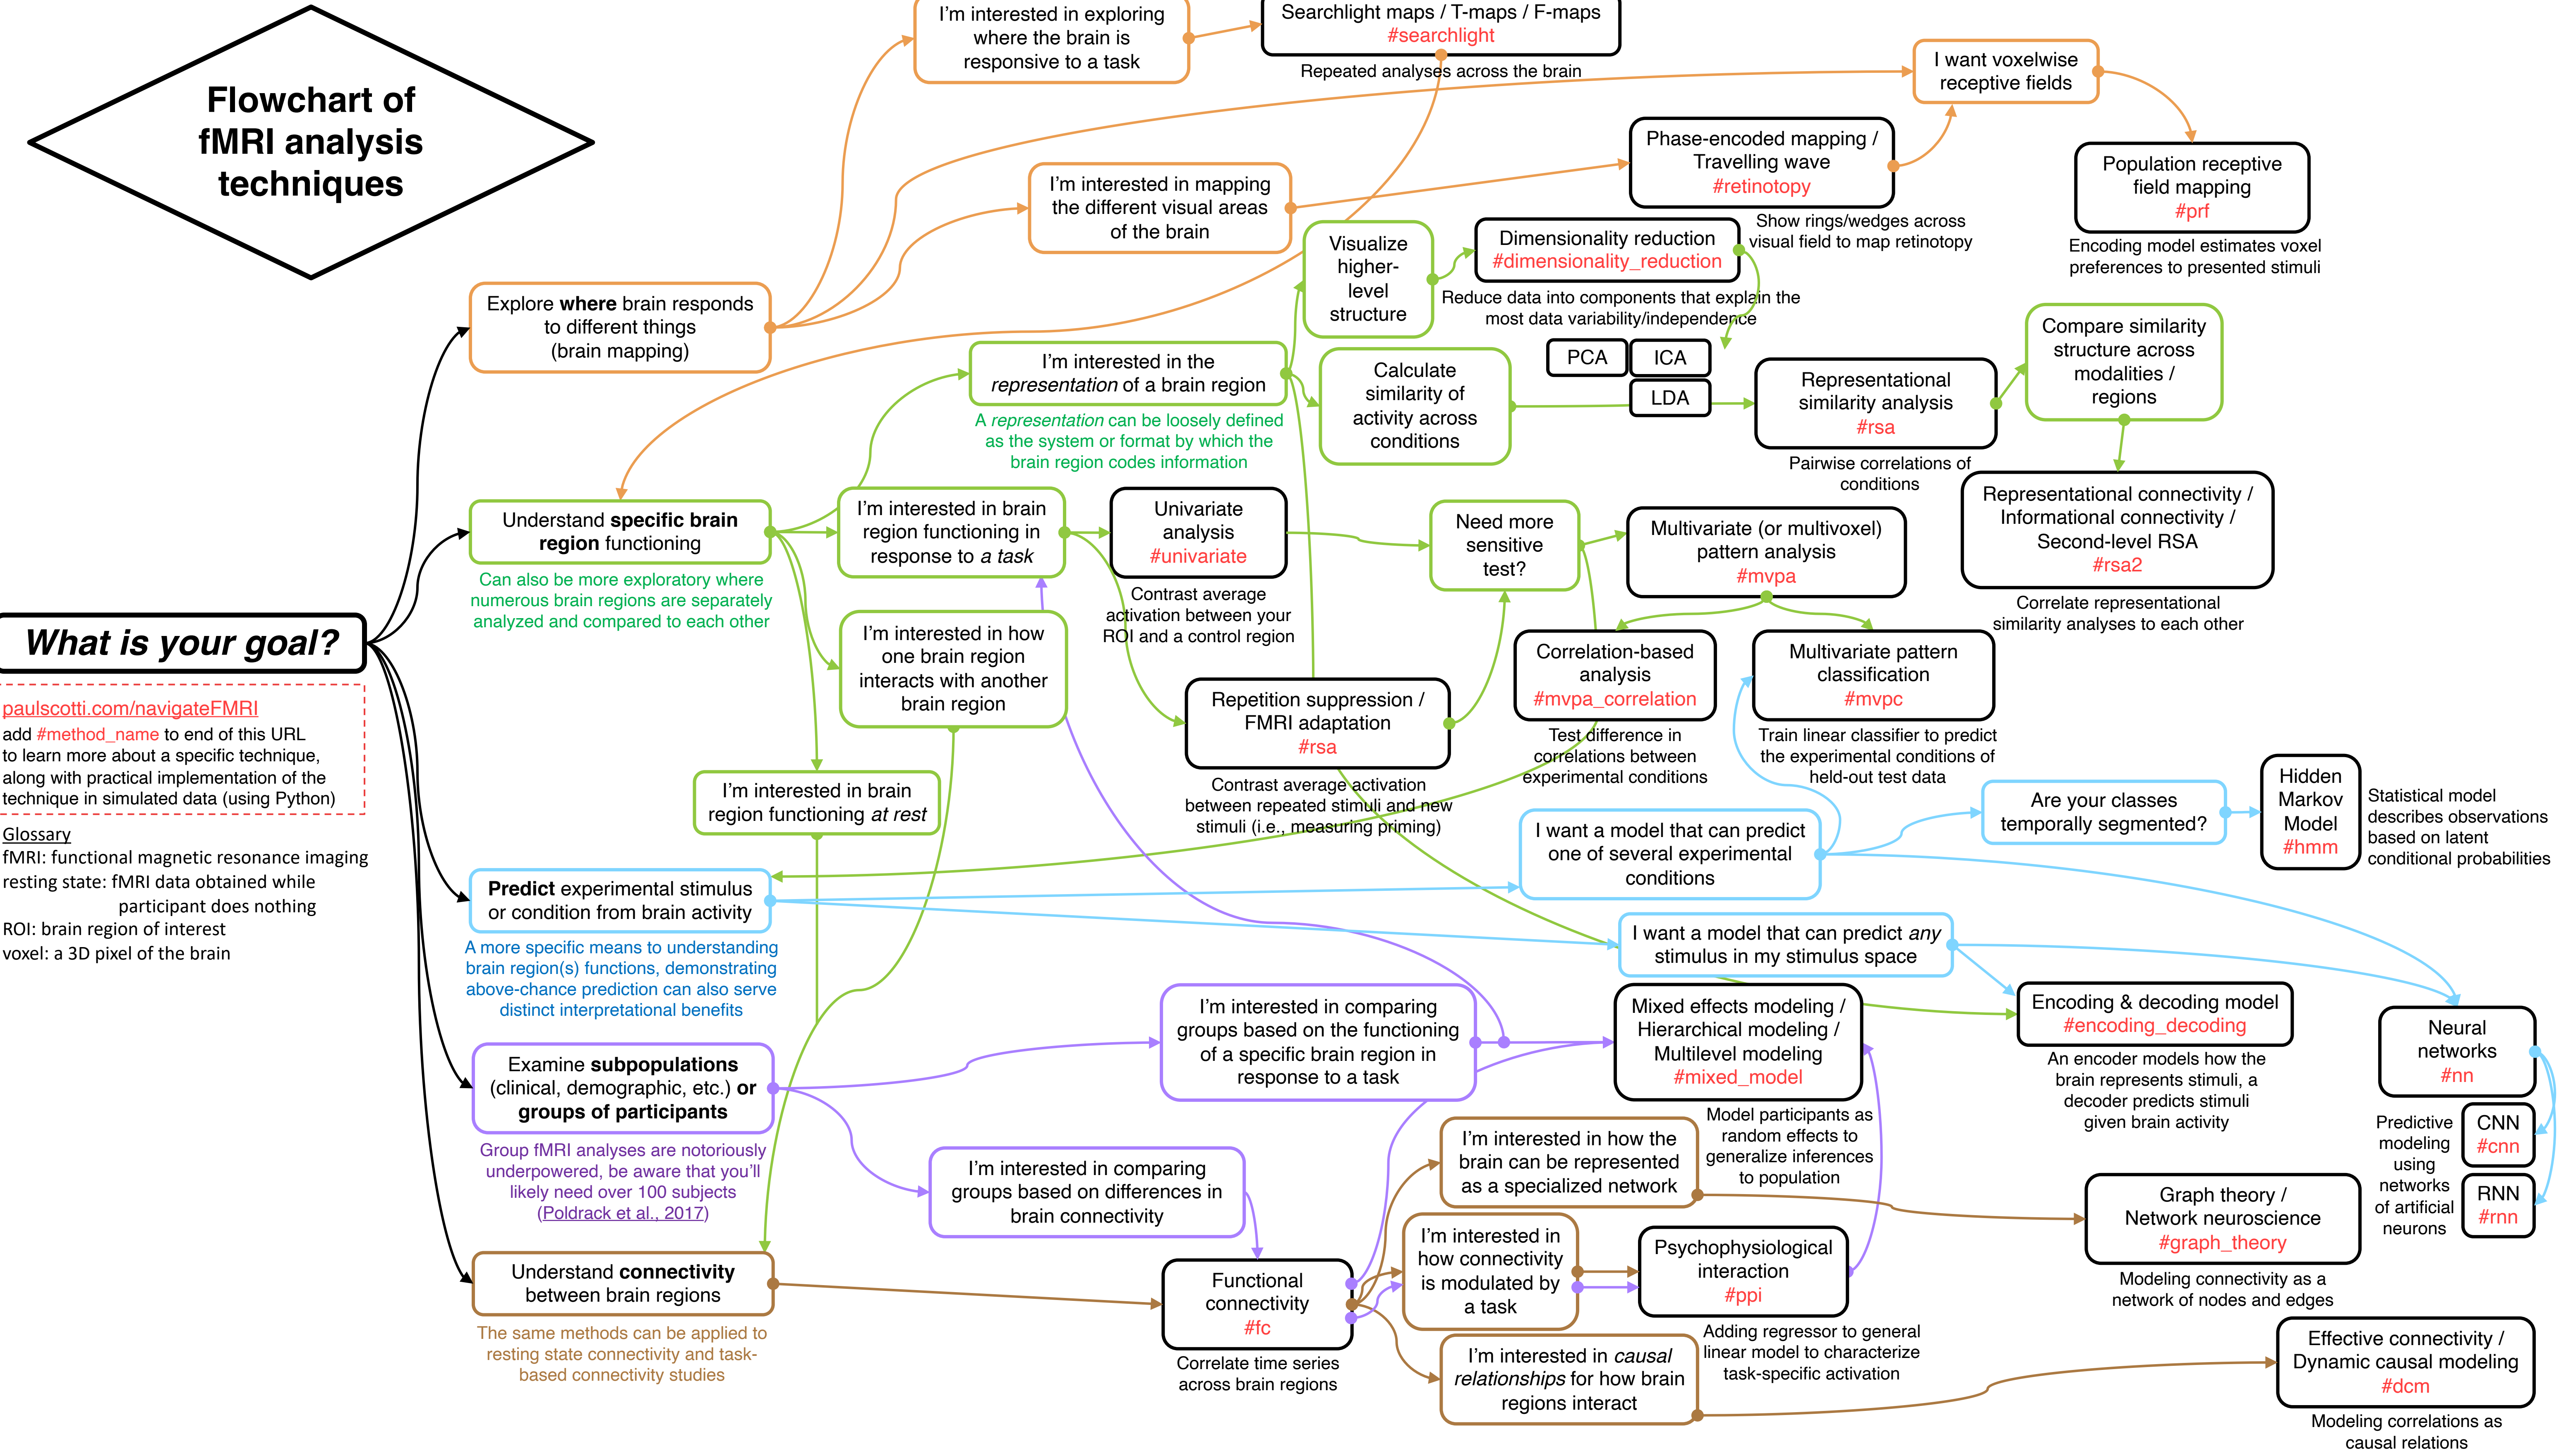 Flowchart of
fMRI analysis
techniques
I'm interested in exploring
where the brain is
responsive to a task
Searchlight maps / T-maps / F-maps
#searchlight
Repeated analyses across the brain
I want voxelwise
receptive fields
Phase-encoded mapping /
Travelling wave
#retinotopy
Show rings/wedges across
visual field to map retinotopy
Population receptive
field mapping
#prf
Encoding model estimates voxel
preferences to presented stimuli
I'm interested in mapping
the different visual areas
of the brain
Explore where brain responds
to different things
(brain mapping)
Visualize
higher-
level
structure
Dimensionality reduction
#dimensionality_reduction
Reduce data into components that explain the
most data variability/independence
PCA
ICA
LDA
I'm interested in the
representation of a brain region
A representation can be loosely defined
as the system or format by which the
brain region codes information
Calculate
similarity of
activity across
conditions
Representational
similarity analysis
#rsa
Pairwise correlations of
conditions
Compare similarity
structure across
modalities /
regions
Representational connectivity /
Informational connectivity /
Second-level RSA
#rsa2
Correlate representational
similarity analyses to each other
Understand specific brain
region functioning
Can also be more exploratory where
numerous brain regions are separately
analyzed and compared to each other
I'm interested in brain
region functioning in
response to a task
Univariate
analysis
#univariate
Contrast average
activation between your
ROI and a control region
Need more
sensitive
test?
Multivariate (or multivoxel)
pattern analysis
#mvpa
Correlation-based
analysis
#mvpa_correlation
Test difference in
correlations between
experimental conditions
Multivariate pattern
classification
#mvpc
Train linear classifier to predict
the experimental conditions of
held-out test data
I'm interested in how
one brain region
interacts with another
brain region
Repetition suppression /
FMRI adaptation
#rsa
Contrast average activation
between repeated stimuli and new
stimuli (i.e., measuring priming)
I'm interested in brain
region functioning at rest
What is your goal?
paulscotti.com/navigateFMRI
add #method_name to end of this URL
to learn more about a specific technique,
along with practical implementation of the
technique in simulated data (using Python)
Glossary
fMRI: functional magnetic resonance imaging
resting state: fMRI data obtained while
participant does nothing
ROI: brain region of interest
voxel: a 3D pixel of the brain
Predict experimental stimulus
or condition from brain activity
A more specific means to understanding
brain region(s) functions, demonstrating
above-chance prediction can also serve
distinct interpretational benefits
I want a model that can predict
one of several experimental
conditions
Are your classes
temporally segmented?
Hidden
Markov
Model
#hmm
Statistical model
describes observations
based on latent
conditional probabilities
I want a model that can predict any
stimulus in my stimulus space
Encoding & decoding model
#encoding_decoding
An encoder models how the
brain represents stimuli, a
decoder predicts stimuli
given brain activity
Neural
networks
#nn
CNN
#cnn
RNN
#rnn
Predictive
modeling
using
networks
of artificial
neurons
Examine subpopulations
(clinical, demographic, etc.) or
groups of participants
Group fMRI analyses are notoriously
underpowered, be aware that you'll
likely need over 100 subjects
(Poldrack et al., 2017)
I'm interested in comparing
groups based on the functioning
of a specific brain region in
response to a task
Mixed effects modeling /
Hierarchical modeling /
Multilevel modeling
#mixed_model
Model participants as
random effects to
generalize inferences
to population
I'm interested in comparing
groups based on differences in
brain connectivity
Understand connectivity
between brain regions
The same methods can be applied to
resting state connectivity and task-
based connectivity studies
Functional
connectivity
#fc
Correlate time series
across brain regions
I'm interested in how the
brain can be represented
as a specialized network
Graph theory /
Network neuroscience
#graph_theory
Modeling connectivity as a
network of nodes and edges
I'm interested in
how connectivity
is modulated by
a task
Psychophysiological
interaction
#ppi
Adding regressor to general
linear model to characterize
task-specific activation
I'm interested in causal
relationships for how brain
regions interact
Effective connectivity /
Dynamic causal modeling
#dcm
Modeling correlations as
causal relations